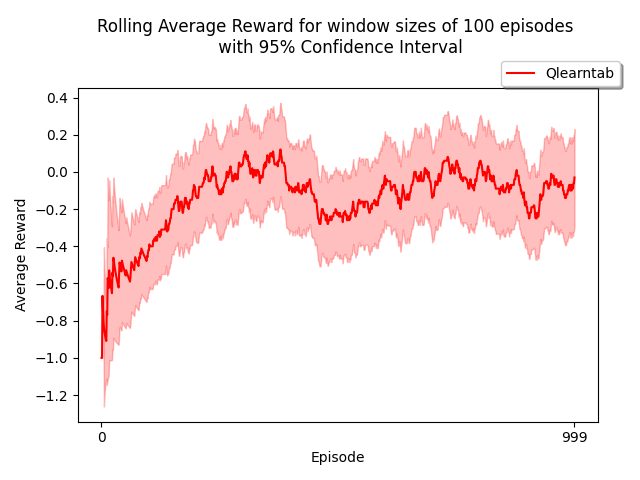 Rolling Average Reward for window sizes of 100 episodes
with 95% Confidence Interval
Qlearntab
0.4
0.2
0.0
−0.2
−0.4
−0.6
−0.8
−1.0
−1.2
Average Reward
0
999
Episode